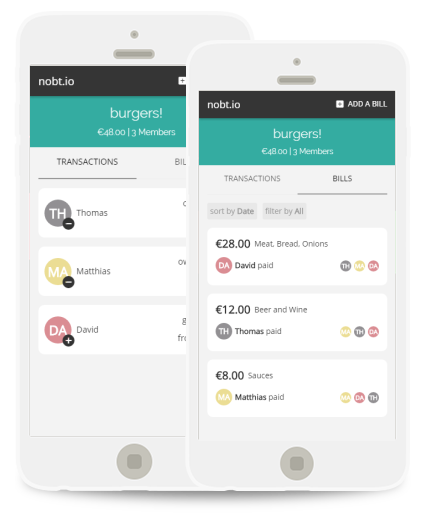 nobt.io
burgers!
€48.00 | 3 Members
TRANSACTIONS
TH Thomas
MA Matthias
DA David
nobt.io
ADD A BILL
burgers!
€48.00 | 3 Members
TRANSACTIONS BILLS
sort by Date filter by All
€28.00 Meat, Bread, Onions
DA David paid TH MA DA
€12.00 Beer and Wine
TH Thomas paid MA TH DA
€8.00 Sauces
MA Matthias paid MA DA TH